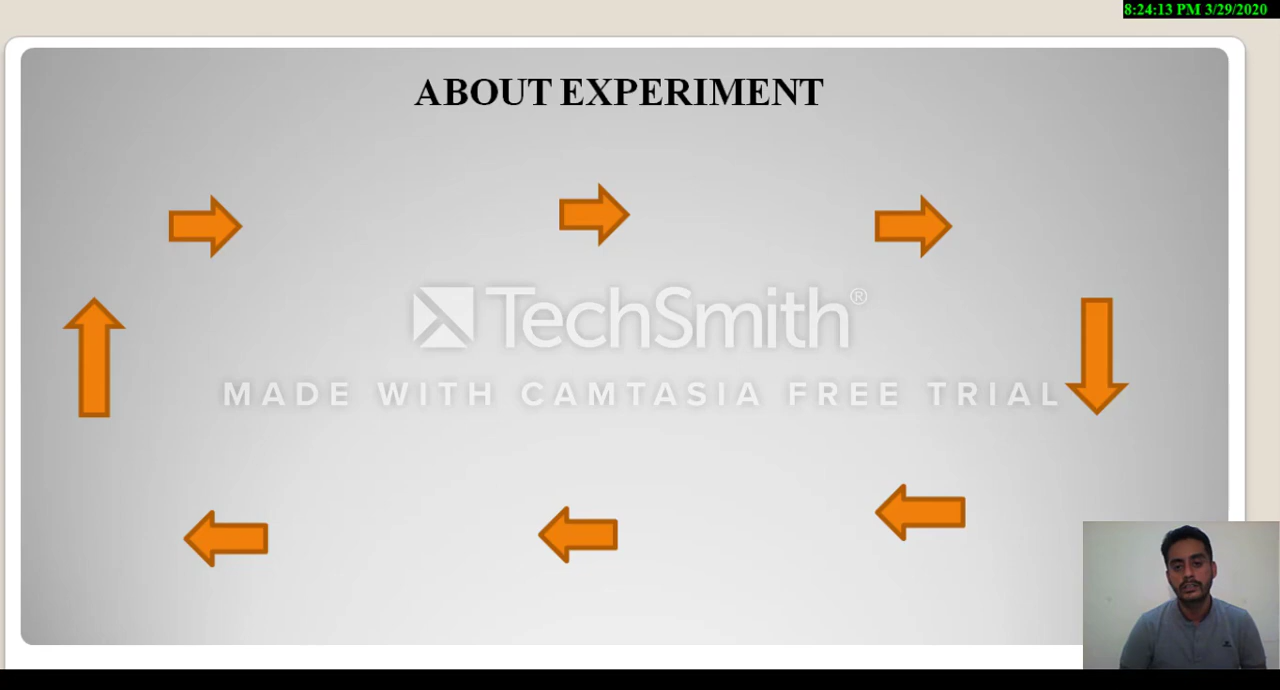 8:24:13 PM 3/29/2020
ABOUT EXPERIMENT
TechSmith®
MADE WITH CAMTASIA FREE TRIAL